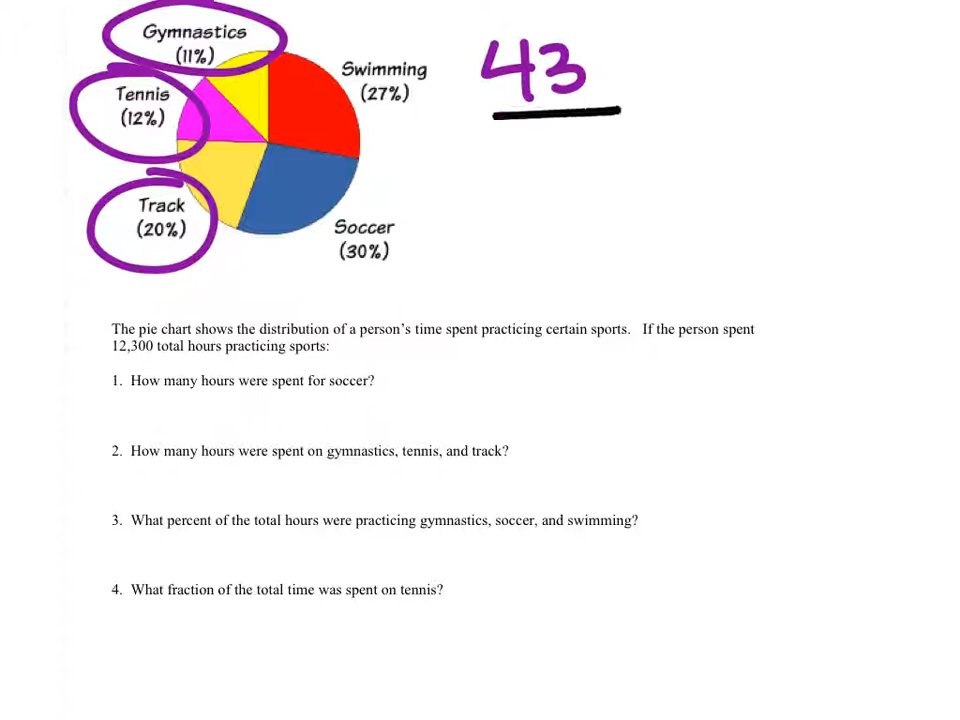 Gymnastics
(11%)
43
Swimming
(27%)
Tennis
(12%)
Track
(20%)
Soccer
(30%)
The pie chart shows the distribution of a person's time spent practicing certain sports. If the person spent
12,300 total hours practicing sports:
1. How many hours were spent for soccer?
2. How many hours were spent on gymnastics, tennis, and track?
3. What percent of the total hours were practicing gymnastics, soccer, and swimming?
4. What fraction of the total time was spent on tennis?